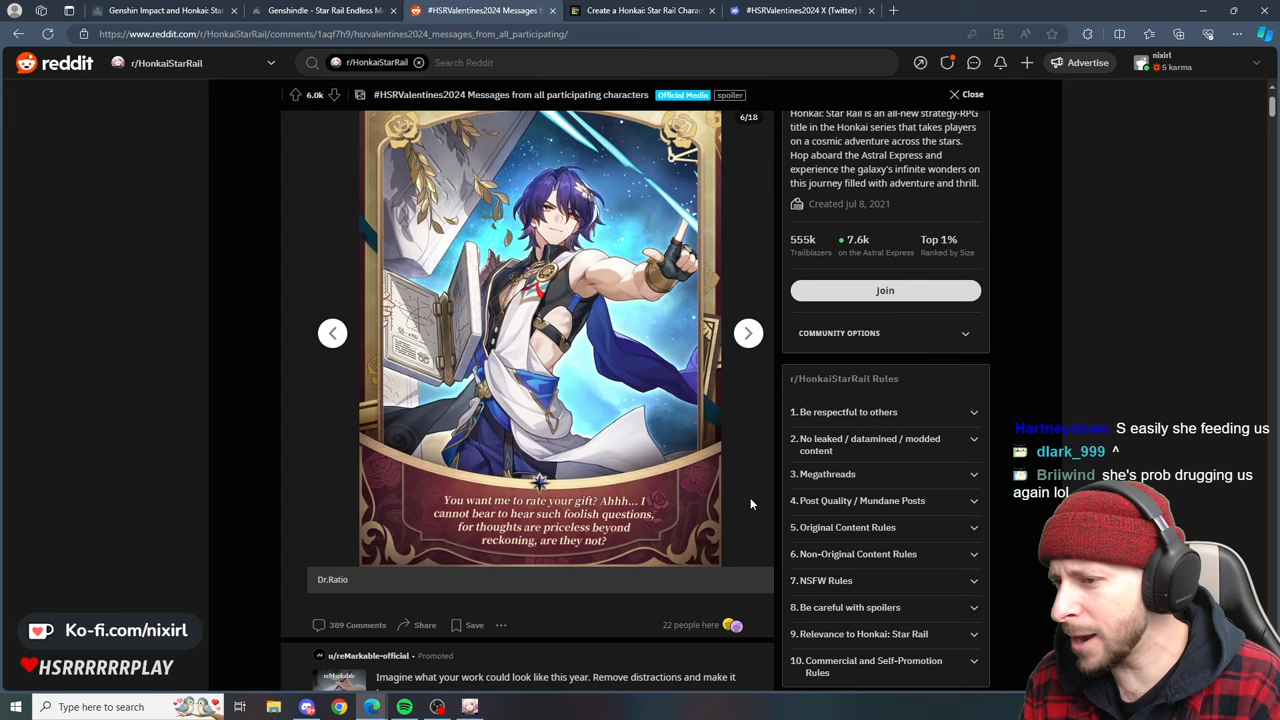 Genshin Impact and Honkai: Star
Genshindle - Star Rail Endless M
#HSRValentines2024 Messages f
Create a Honkai: Star Rail Chara
#HSRValentines2024 X (Twitter)
https://www.reddit.com/r/HonkaiStarRail/comments/1aqf7h9/hsrvalentines2024_messages_from_all_participating/
reddit
r/HonkaiStarRail
r/HonkaiStarRail
Search Reddit
Advertise
nixirl
5 karma
6.0k
#HSRValentines2024 Messages from all participating characters
Official Media
spoiler
Close
6/18
Honkai: Star Rail is an all-new strategy-RPG
title in the Honkai series that takes players
on a cosmic adventure across the stars.
Hop aboard the Astral Express and
experience the galaxy's infinite wonders on
this journey filled with adventure and thrill.
Created Jul 8, 2021
555k
7.6k
Top 1%
Trailblazers
on the Astral Express
Ranked by Size
Join
COMMUNITY OPTIONS
r/HonkaiStarRail Rules
1. Be respectful to others
2. No leaked / datamined / modded
content
3. Megathreads
4. Post Quality / Mundane Posts
5. Original Content Rules
6. Non-Original Content Rules
7. NSFW Rules
8. Be careful with spoilers
9. Relevance to Honkai: Star Rail
10. Commercial and Self-Promotion
Rules
You want me to rate your gift? Ahhh... I
cannot bear to hear such foolish questions,
for thoughts are priceless beyond
reckoning, are they not?
Dr.Ratio
389 Comments
Share
Save
22 people here
u/reMarkable-official • Promoted
reMarkable
Imagine what your work could look like this year. Remove distractions and make it
Hartneydown S easily she feeding us
dlark_999 ^
Briiwind she's prob drugging us
again lol
Ko-fi.com/nixirl
HSRRRRRRPLAY
Type here to search